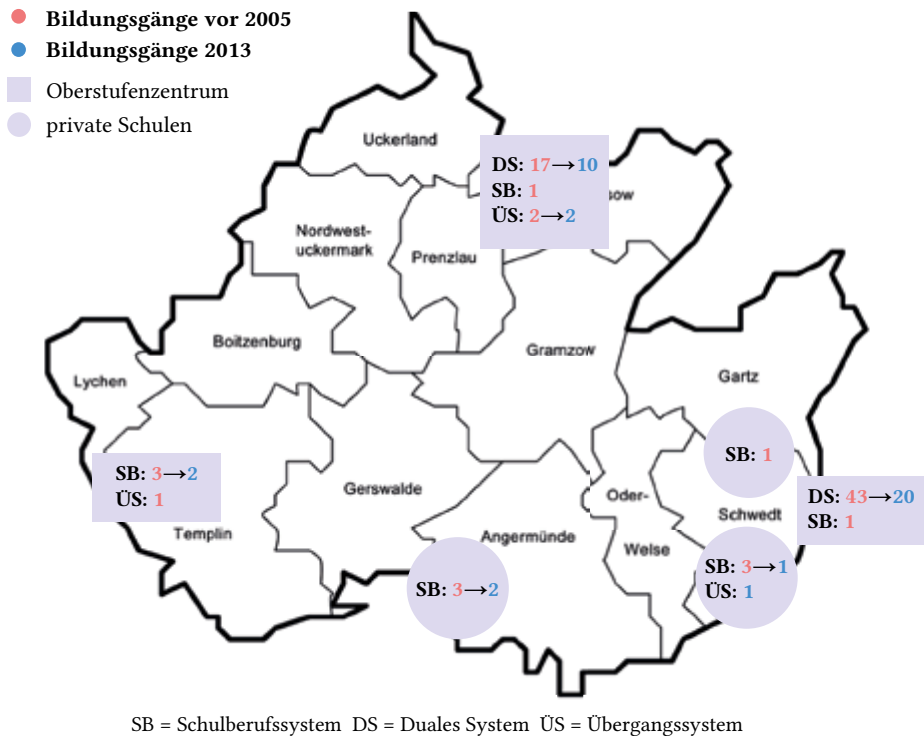 Bildungsgänge vor 2005
Bildungsgänge 2013
Oberstufenzentrum
private Schulen
Uckerland
DS: 17→10
SB: 1
ÜS: 2→2
sow
Nordwest-
uckermark
Prenzlau
Boitzenburg
Gramzow
Lychen
Gartz
SB: 1
SB: 3→2
ÜS: 1
Gerswalde
Oder-
DS: 43→20
SB: 1
Schwedt
Templin
Angermünde
Welse
SB: 3→1
ÜS: 1
SB: 3→2
SB = Schulberufssystem DS = Duales System ÜS = Übergangssystem